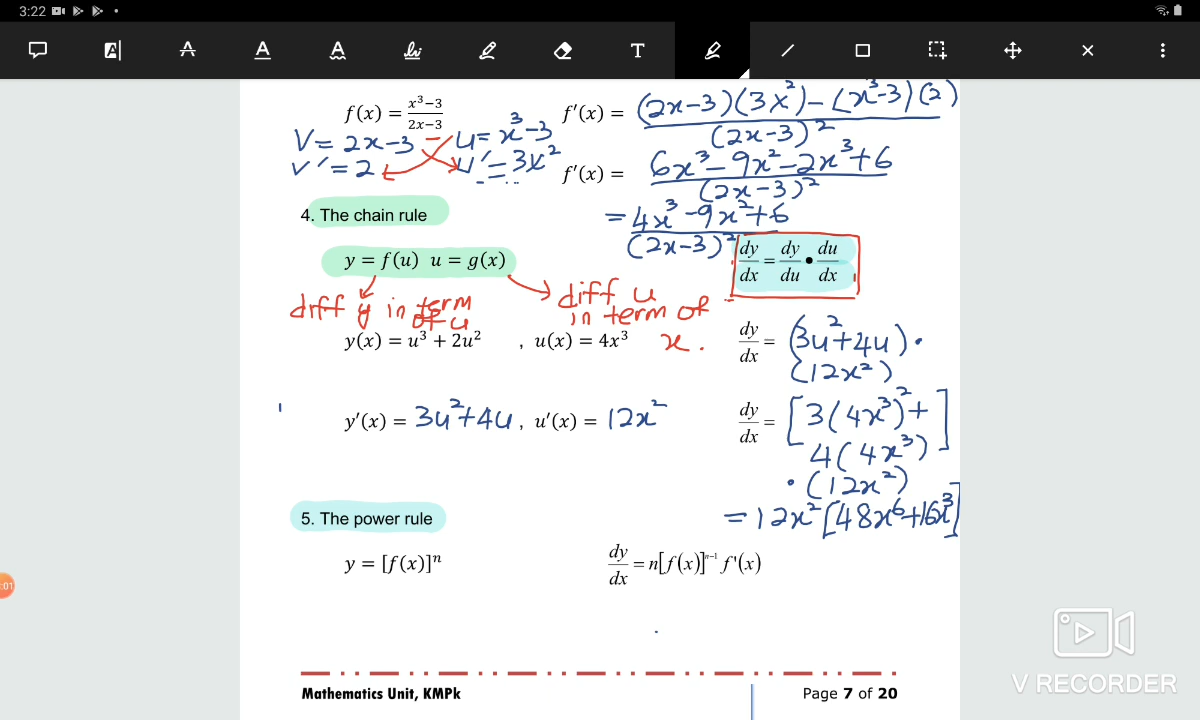 3:22
A T
f(x) = x³−3 / 2x−3 f'(x) = (2x−3)(3x²)−(x³−3)(2) / (2x−3)²
V = 2x−3 u = x³−3
v' = 2 u' = 3x² f'(x) = 6x³−9x²−2x³+6 / (2x−3)²
4. The chain rule = 4x³−9x²+6 / (2x−3)²
y = f(u) u = g(x) dy/dx = dy/du • du/dx
diff y in term of u diff u in term of x.
y(x) = u³ + 2u² , u(x) = 4x³ dy/dx = (3u²+4u)•
(12x²)
y'(x) = 3u²+4u , u'(x) = 12x² dy/dx = [3(4x³)²+
4(4x³)]
•(12x²)
= 12x²[48x⁶+16x³]
5. The power rule
y = [f(x)]ⁿ dy/dx = n[f(x)]ⁿ⁻¹ f'(x)
:01
Mathematics Unit, KMPk Page 7 of 20
V RECORDER